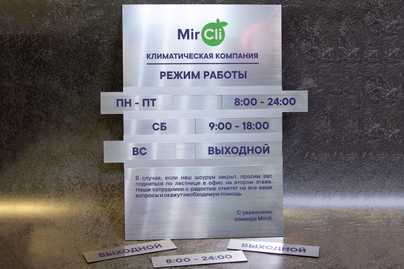 MirCli
КЛИМАТИЧЕСКАЯ КОМПАНИЯ
РЕЖИМ РАБОТЫ
ПН - ПТ 8:00 - 24:00
СБ 9:00 - 18:00
ВС ВЫХОДНОЙ
В случае, если наш шоурум закрыт, просим вас
подняться по лестнице в офис на втором этаже.
Наши сотрудники с радостью ответят на все ваши
вопросы и окажут необходимую помощь.
С уважением,
команда Mircli
ВЫХОДНОЙ
8:00 - 24:00
ВЫХОДНОЙ